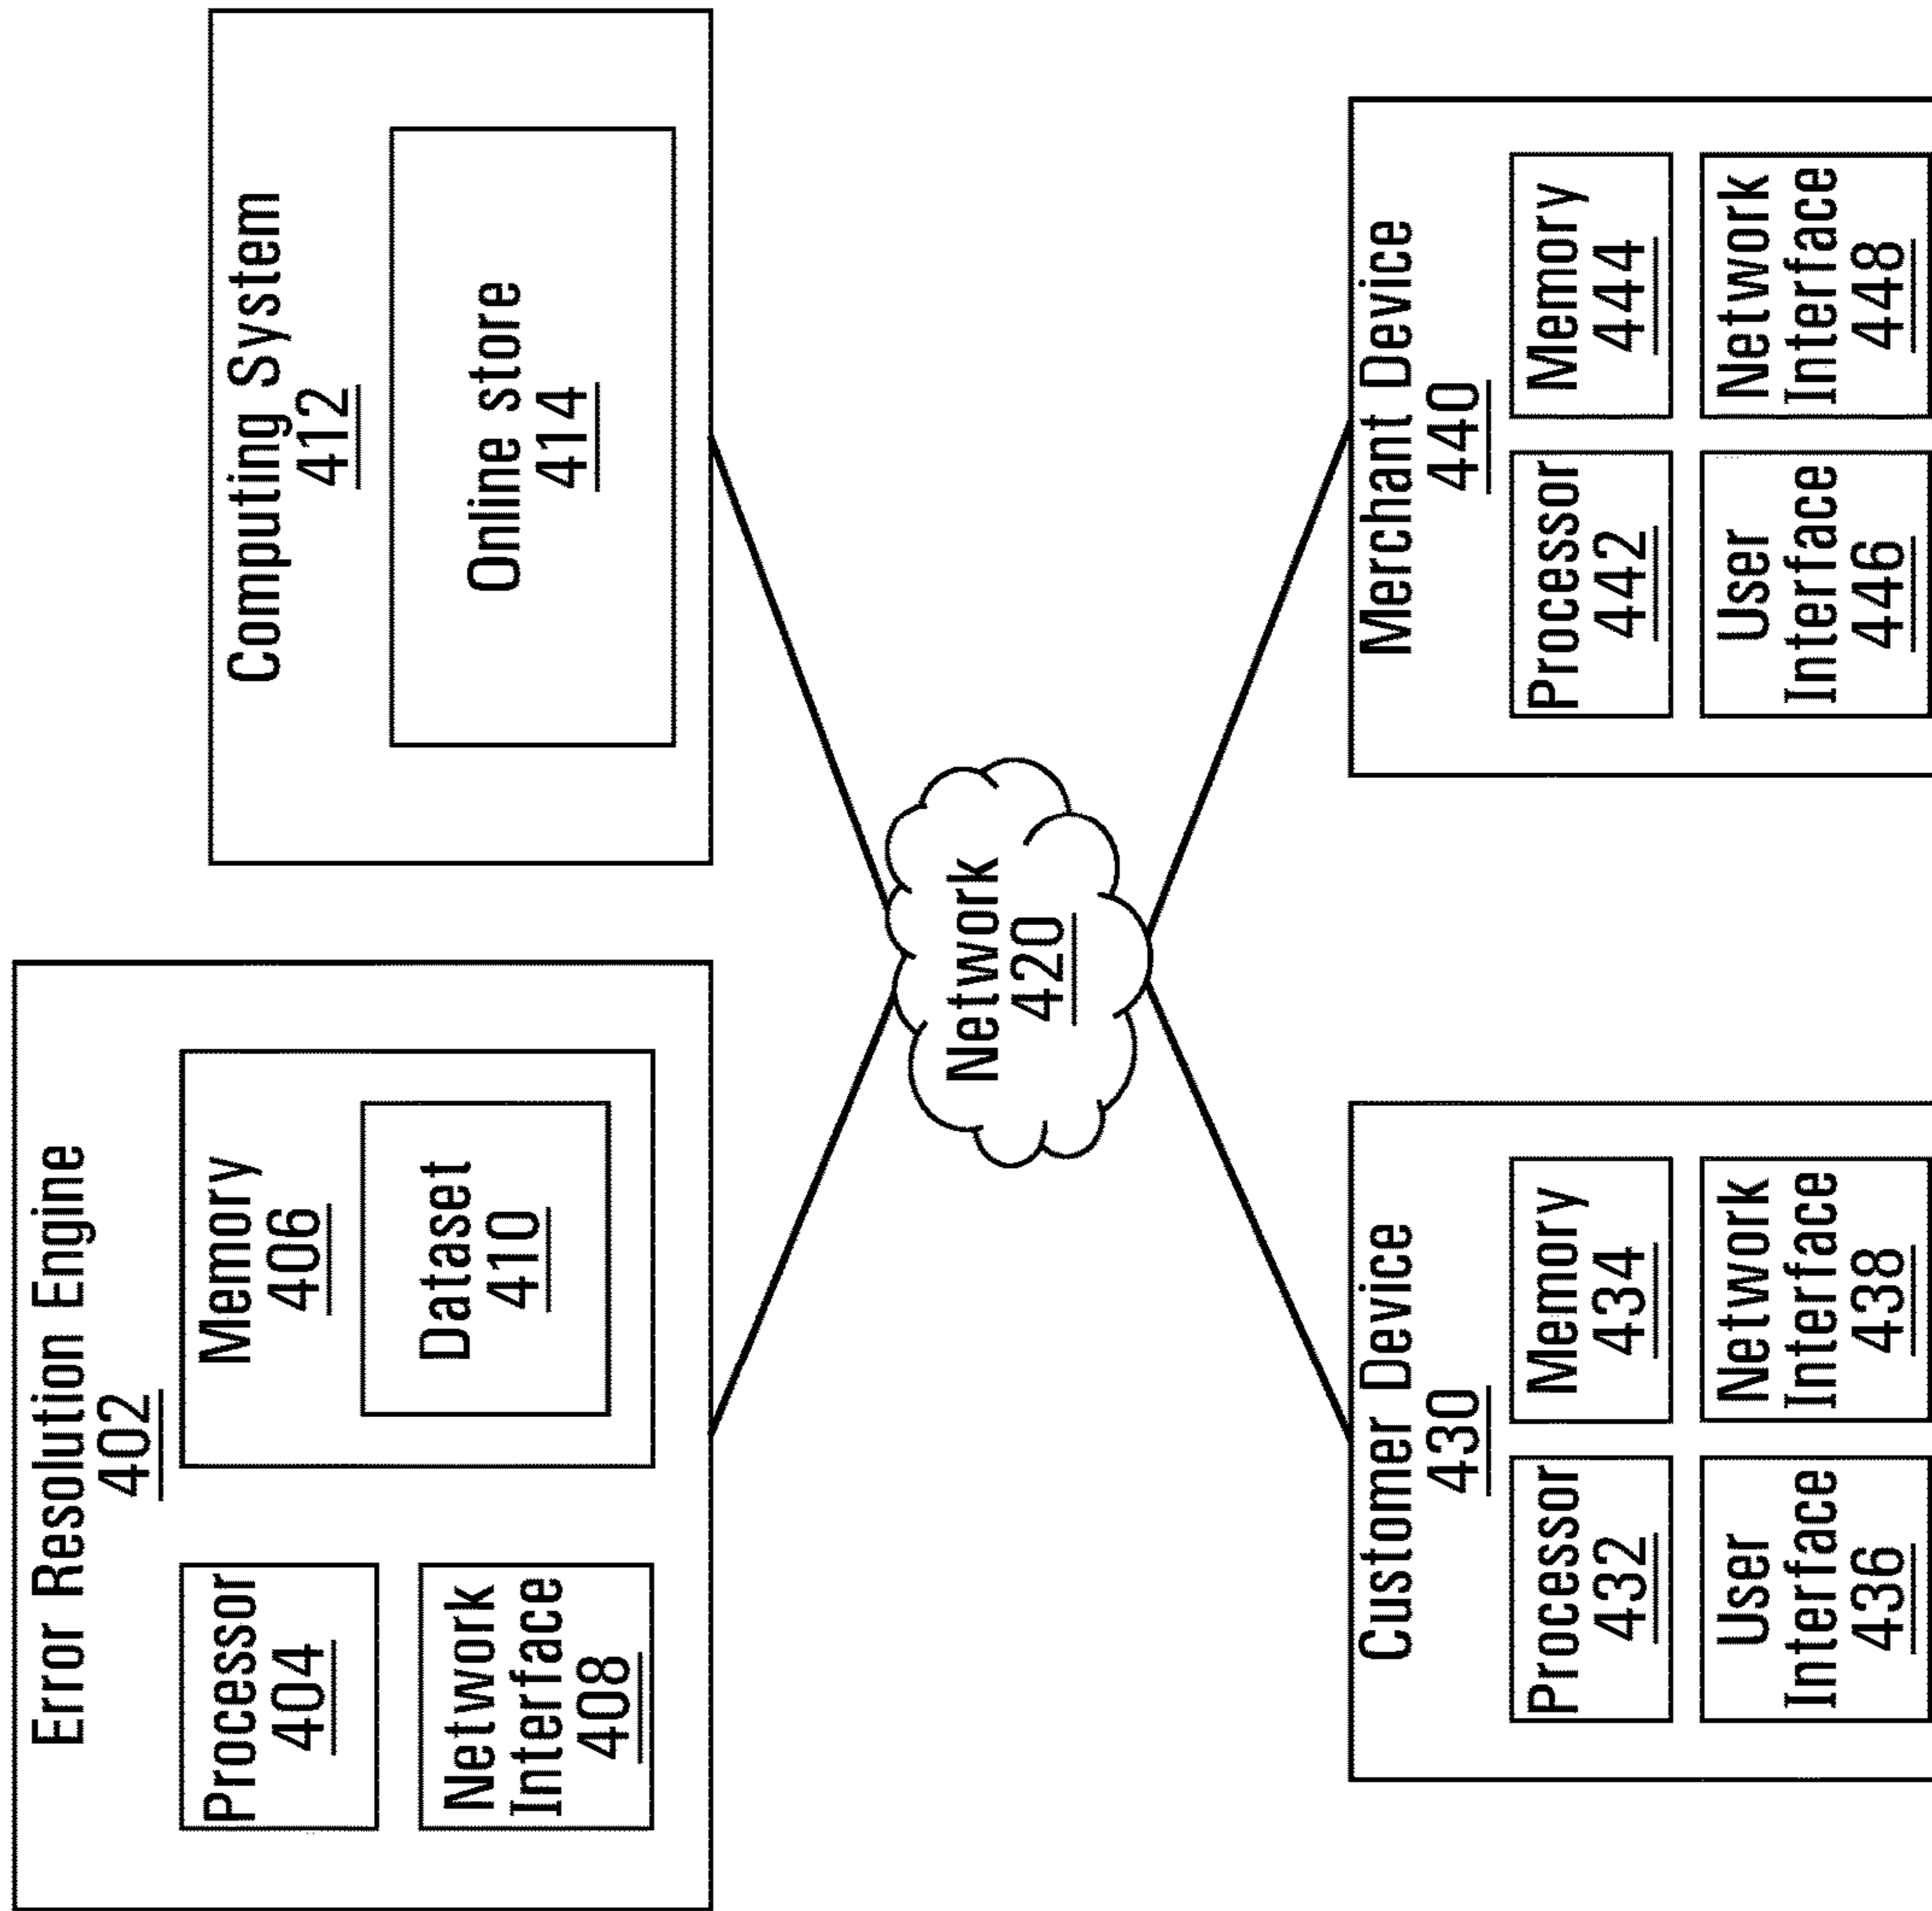 Error Resolution Engine
402
Processor
404
Memory
406
Network
Interface
408
Dataset
410
Computing System
412
Online store
414
Network
420
Customer Device
430
Processor
432
Memory
434
User
Interface
436
Network
Interface
438
Merchant Device
440
Processor
442
Memory
444
User
Interface
446
Network
Interface
448